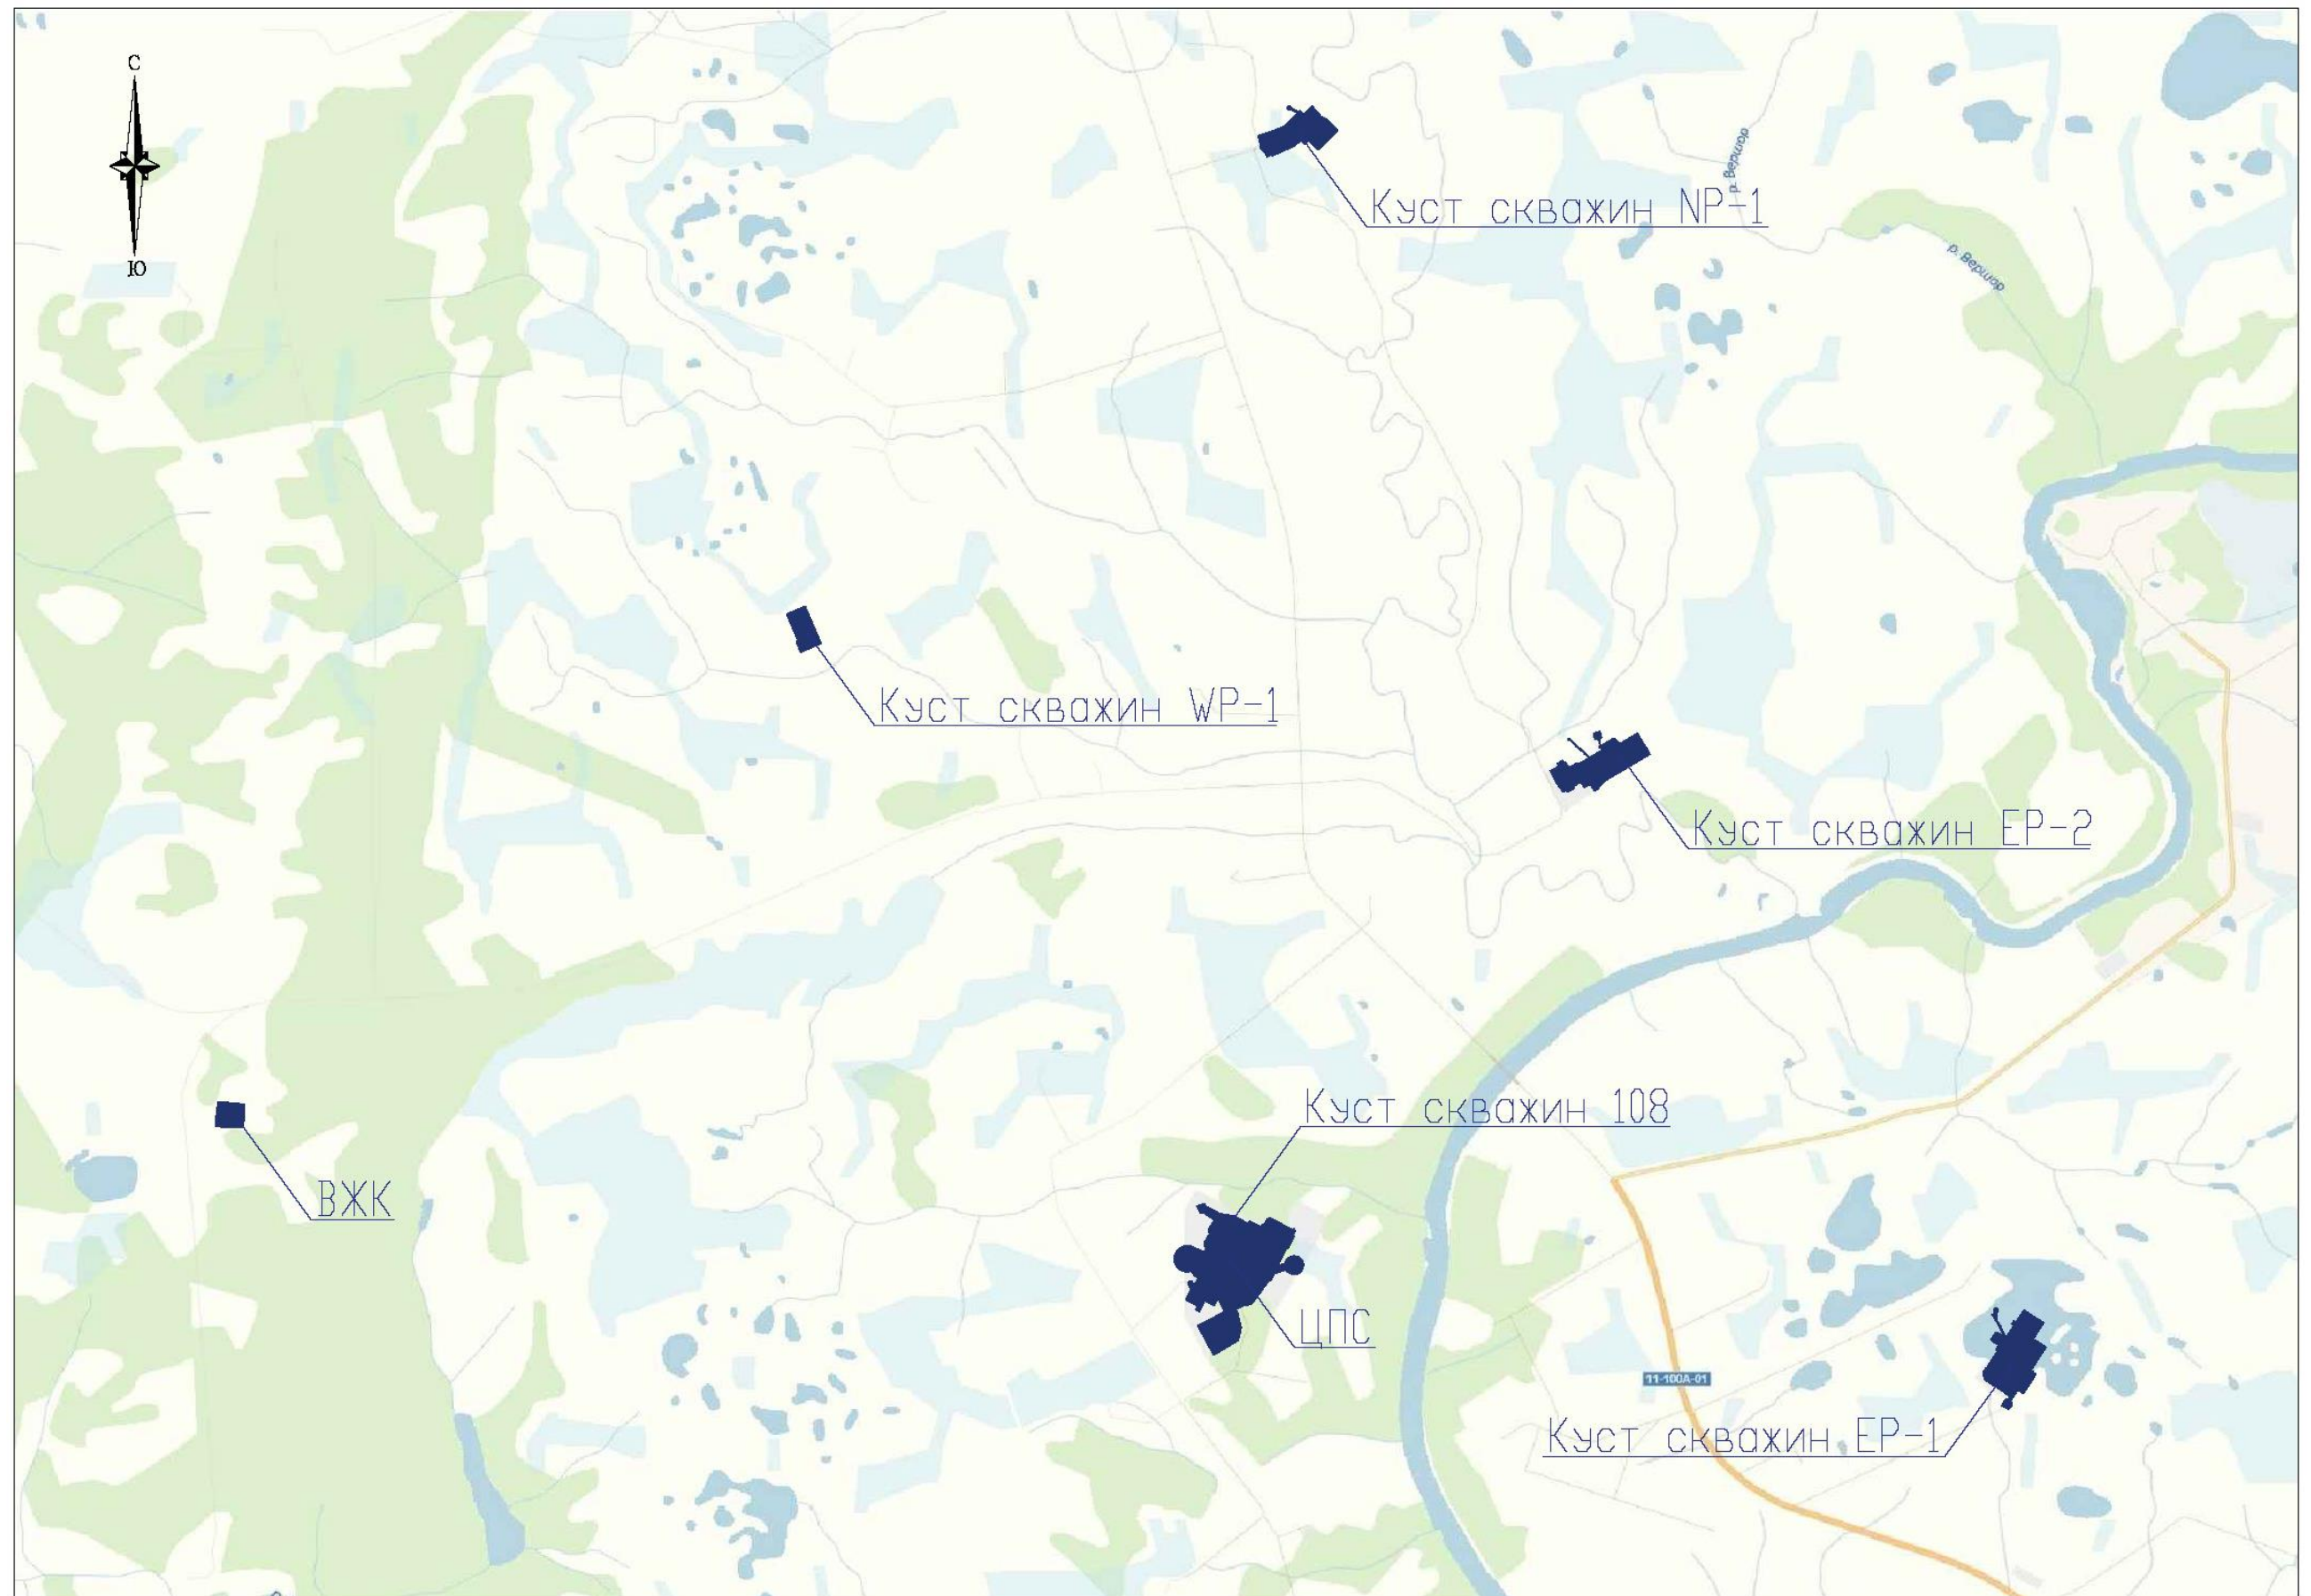 С
Ю
Куст скважин NP-1
р. Вершор
р. Вершор
Куст скважин WP-1
Куст скважин EP-2
Куст скважин 108
ВЖК
ЦПС
11-100А-01
Куст скважин EP-1